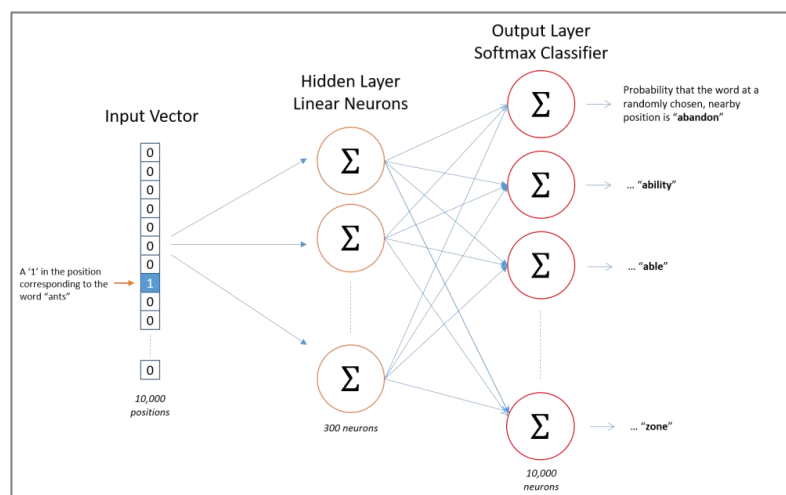 Output Layer
Softmax Classifier
Hidden Layer
Linear Neurons
Input Vector
0
0
0
0
0
0
0
1
0
0
0
A '1' in the position
corresponding to the
word "ants"
10,000
positions
Σ
Σ
Σ
300 neurons
Σ
Σ
Σ
Σ
10,000
neurons
Probability that the word at a
randomly chosen, nearby
position is "abandon"
... "ability"
... "able"
... "zone"